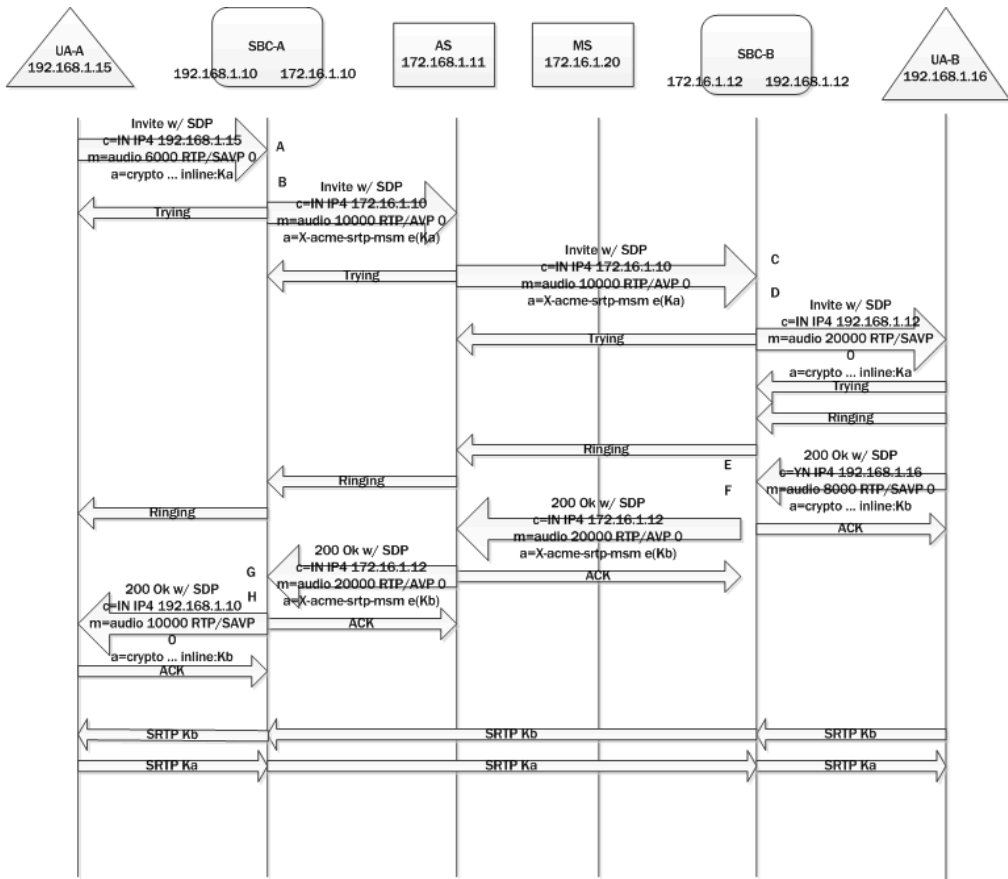 UA-A
192.168.1.15
SBC-A
192.168.1.10 172.16.1.10
AS
172.168.1.11
MS
172.16.1.20
SBC-B
172.16.1.12 192.168.1.12
UA-B
192.168.1.16
Invite w/ SDP
c=IN IP4 192.168.1.15
m=audio 6000 RTP/SAVP 0
a=crypto ... inline:Ka
A
B
Trying
Invite w/ SDP
c=IN IP4 172.16.1.10
m=audio 10000 RTP/AVP 0
a=X-acme-srtp-msm e(Ka)
Trying
Invite w/ SDP
c=IN IP4 172.16.1.10
m=audio 10000 RTP/AVP 0
a=X-acme-srtp-msm e(Ka)
C
D
Trying
Invite w/ SDP
c=IN IP4 192.168.1.12
m=audio 20000 RTP/SAVP
0
a=crypto ... inline:Ka
Trying
Ringing
Ringing
Ringing
Ringing
E
F
200 Ok w/ SDP
c=YN IP4 192.168.1.16
m=audio 8000 RTP/SAVP 0
a=crypto ... inline:Kb
ACK
200 Ok w/ SDP
c=IN IP4 172.16.1.12
m=audio 20000 RTP/AVP 0
a=X-acme-srtp-msm e(Kb)
ACK
200 Ok w/ SDP
c=IN IP4 172.16.1.12
m=audio 20000 RTP/AVP 0
a=X-acme-srtp-msm e(Kb)
G
H
ACK
200 Ok w/ SDP
c=IN IP4 192.168.1.10
m=audio 10000 RTP/SAVP
0
a=crypto ... inline:Kb
ACK
SRTP Kb
SRTP Kb
SRTP Kb
SRTP Ka
SRTP Ka
SRTP Ka